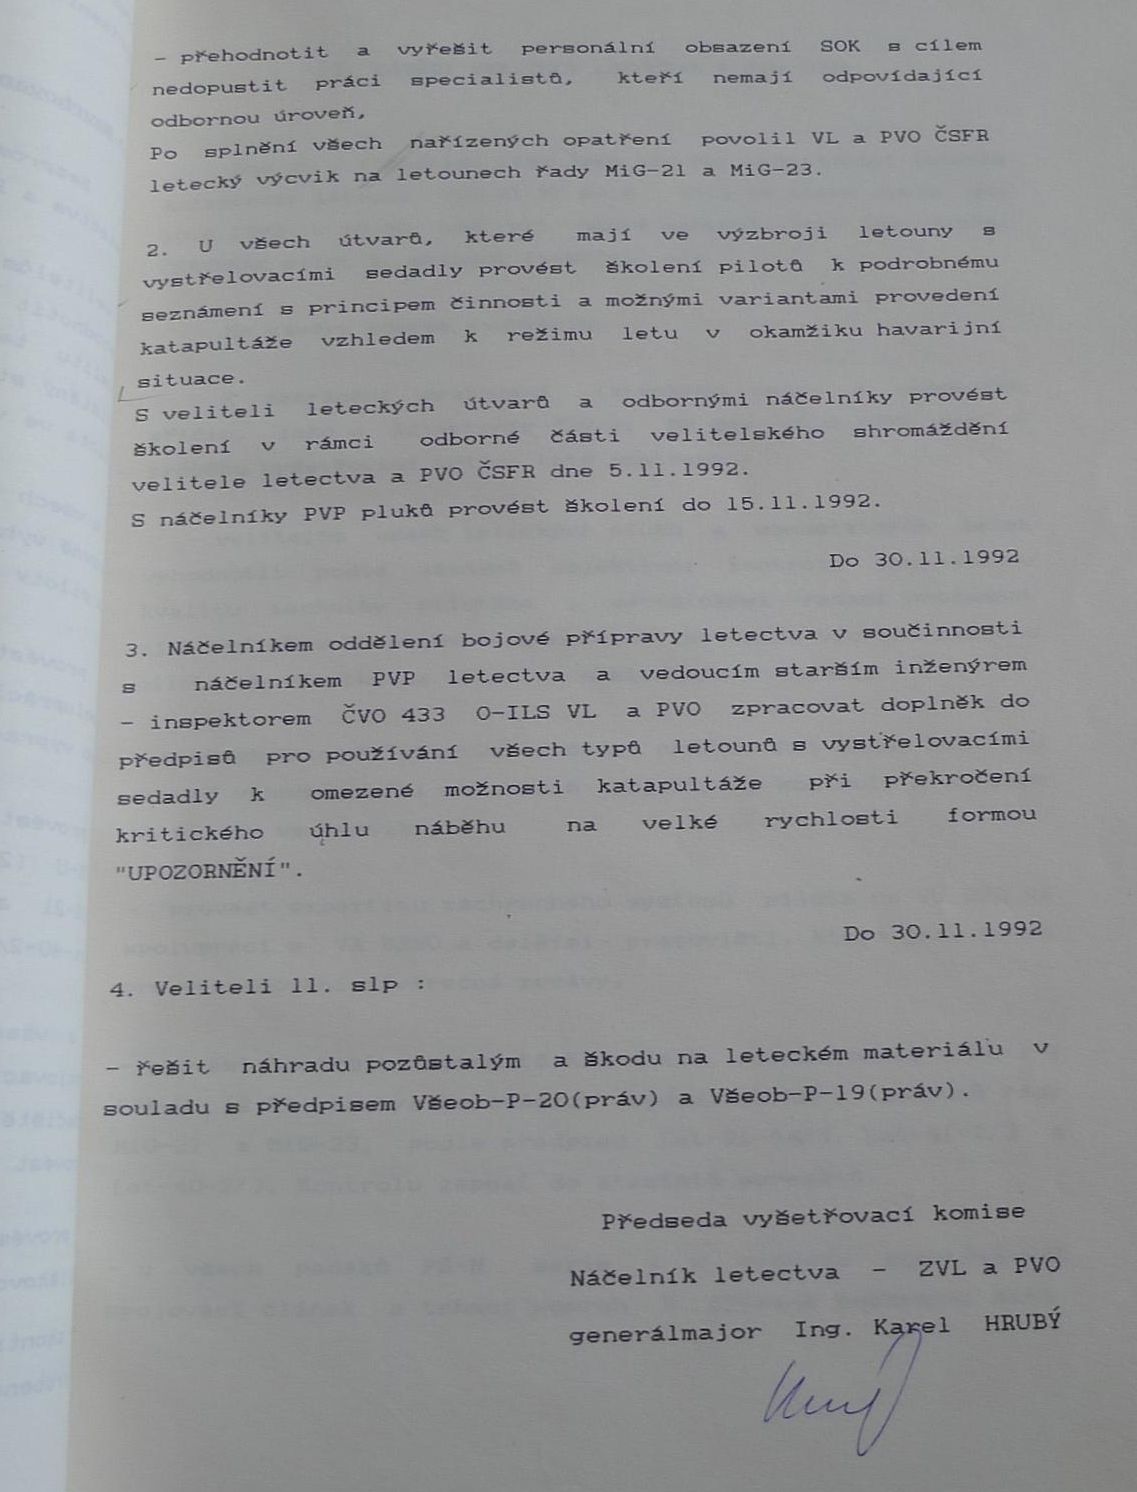 - přehodnotit a vyřešit personální obsazení SOK s cílem
nedopustit práci specialistů, kteří nemají odpovídající
odbornou úroveň,
Po splnění všech nařízených opatření povolil VL a PVO ČSFR
letecký výcvik na letounech řady MiG-21 a MiG-23.
2. U všech útvarů, které mají ve výzbroji letouny s
vystřelovacími sedadly provést školení pilotů k podrobnému
seznámení s principem činnosti a možnými variantami provedení
katapultáže vzhledem k režimu letu v okamžiku havarijní
situace.
S veliteli leteckých útvarů a odbornými náčelníky provést
školení v rámci odborné části velitelského shromáždění
velitele letectva a PVO ČSFR dne 5.11.1992.
S náčelníky PVP pluků provést školení do 15.11.1992.
Do 30.11.1992
3. Náčelníkem oddělení bojové přípravy letectva v součinnosti
s náčelníkem PVP letectva a vedoucím starším inženýrem
- inspektorem ČVO 433 O-ILS VL a PVO zpracovat doplněk do
předpisů pro používání všech typů letounů s vystřelovacími
sedadly k omezené možnosti katapultáže při překročení
kritického úhlu náběhu na velké rychlosti formou
"UPOZORNĚNÍ".
Do 30.11.1992
4. Veliteli 11. slp :
- řešit náhradu pozůstalým a škodu na leteckém materiálu v
souladu s předpisem Všeob-P-20(práv) a Všeob-P-19(práv).
Předseda vyšetřovací komise
Náčelník letectva - ZVL a PVO
generálmajor Ing. Karel HRUBÝ